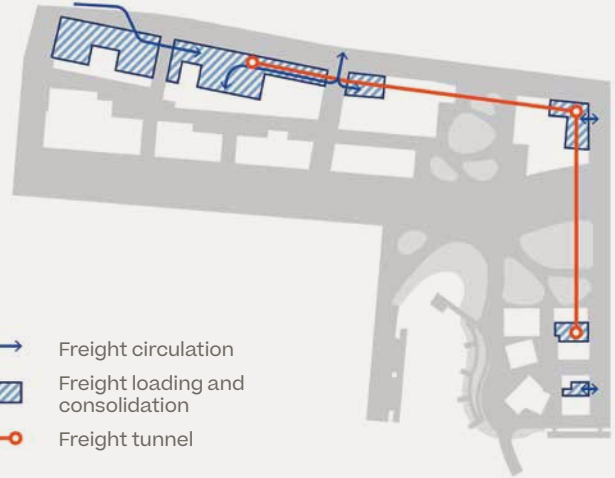 Freight circulation
Freight loading and
consolidation
Freight tunnel